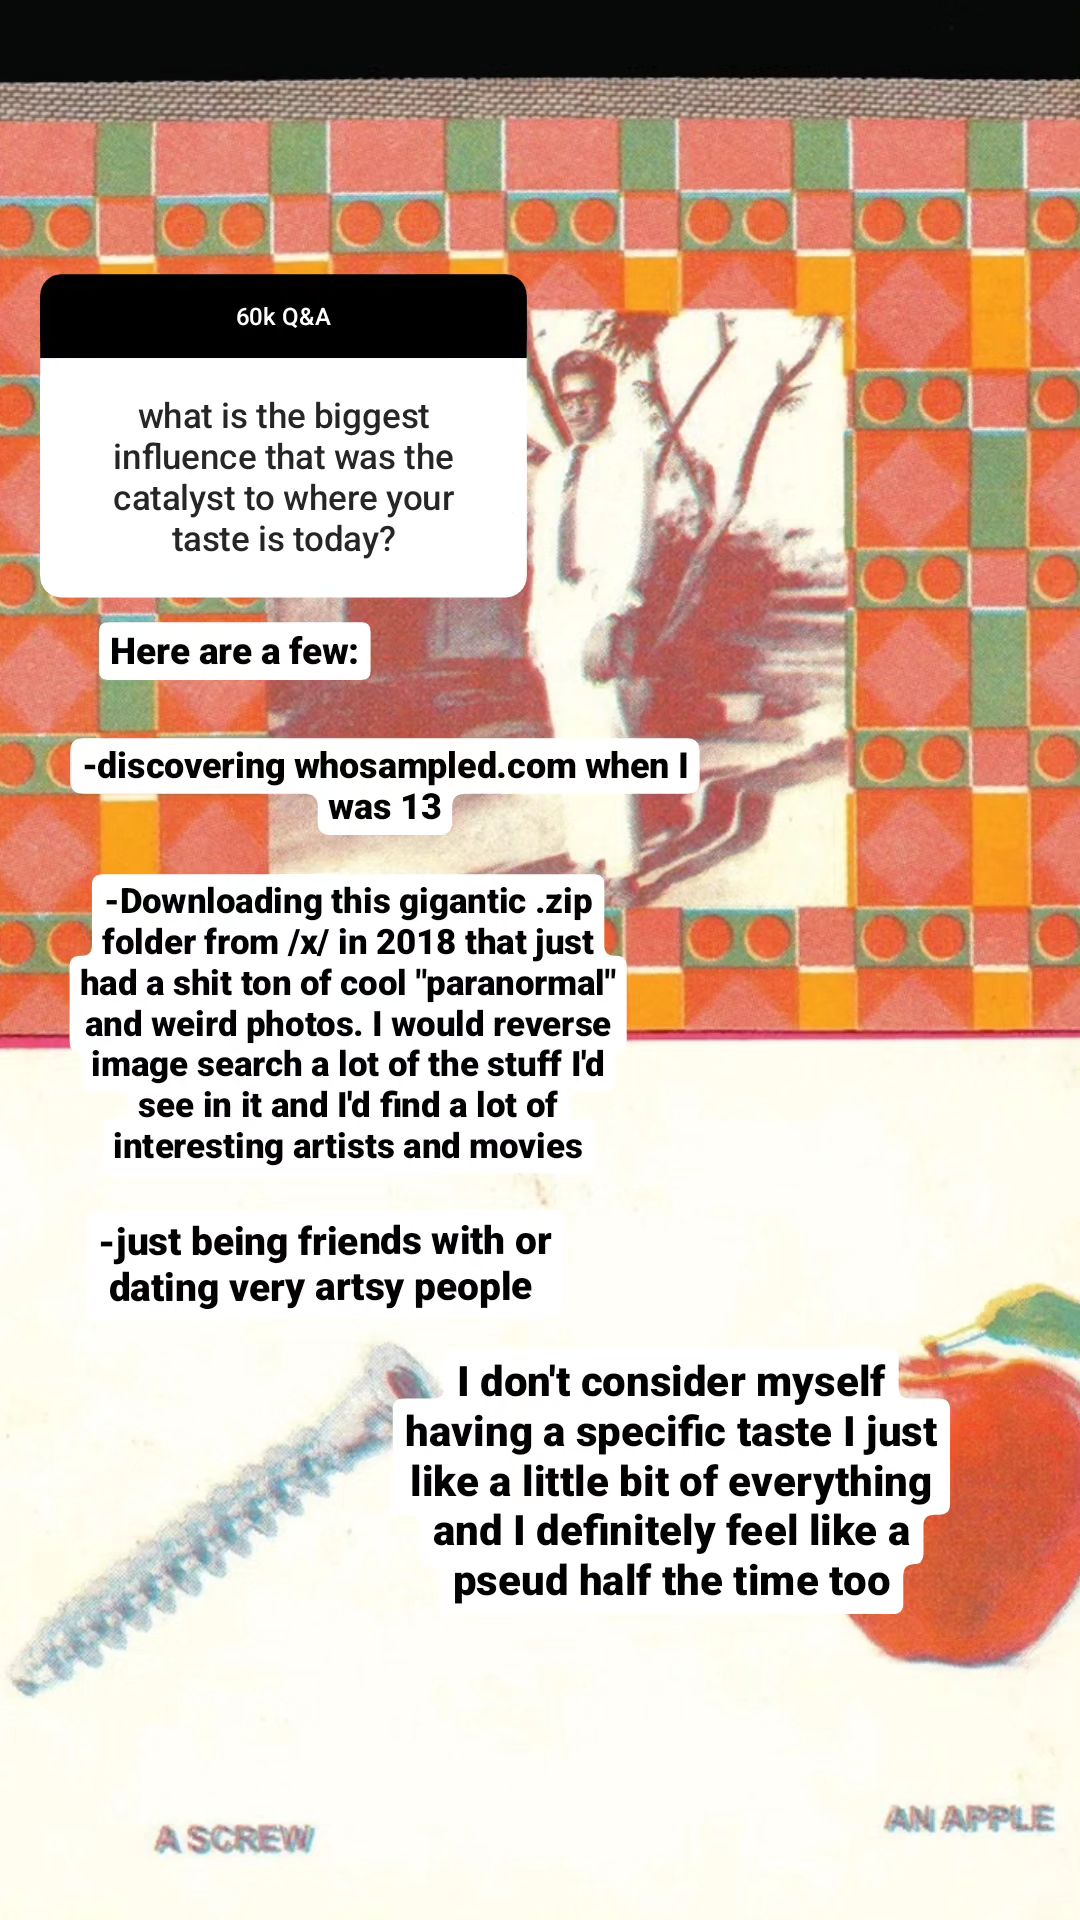 60k Q&A
what is the biggest
influence that was the
catalyst to where your
taste is today?
Here are a few:
-discovering whosampled.com when I
was 13
-Downloading this gigantic .zip
folder from /x/ in 2018 that just
had a shit ton of cool "paranormal"
and weird photos. I would reverse
image search a lot of the stuff I'd
see in it and I'd find a lot of
interesting artists and movies
-just being friends with or
dating very artsy people
I don't consider myself
having a specific taste I just
like a little bit of everything
and I definitely feel like a
pseud half the time too
A SCREW
AN APPLE